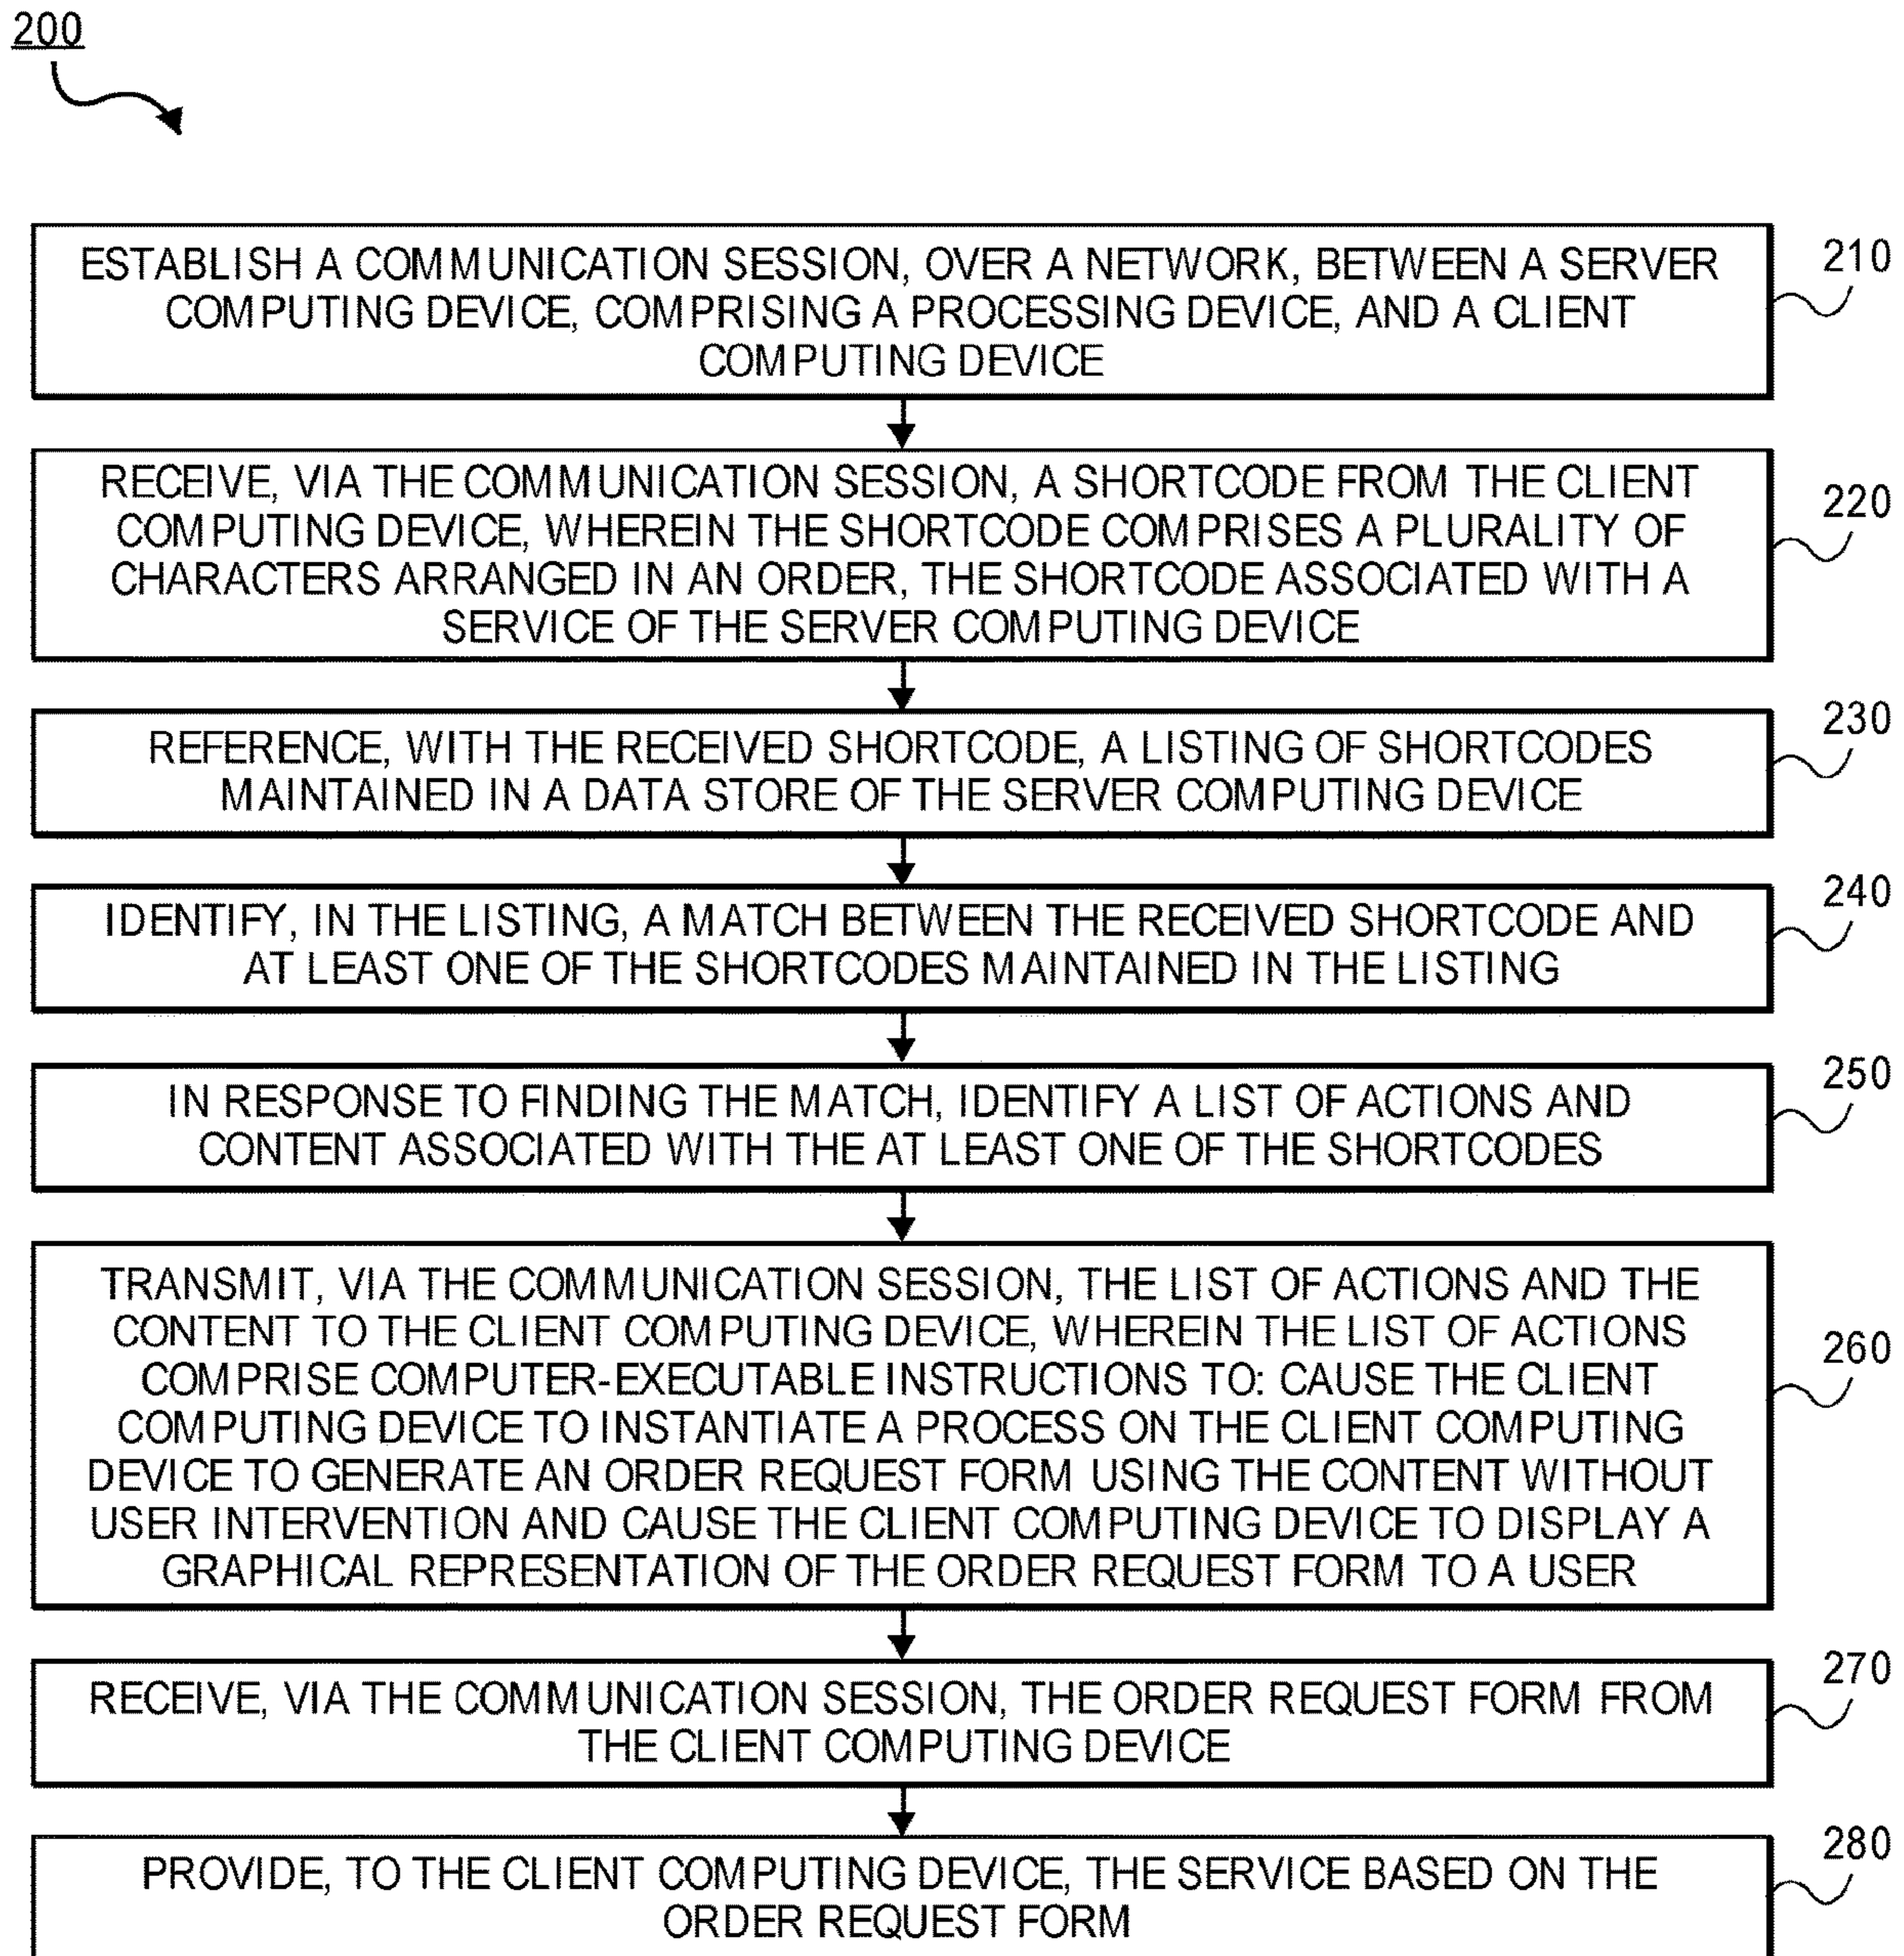 200
ESTABLISH A COMMUNICATION SESSION, OVER A NETWORK, BETWEEN A SERVER
COMPUTING DEVICE, COMPRISING A PROCESSING DEVICE, AND A CLIENT
COMPUTING DEVICE
210
RECEIVE, VIA THE COMMUNICATION SESSION, A SHORTCODE FROM THE CLIENT
COMPUTING DEVICE, WHEREIN THE SHORTCODE COMPRISES A PLURALITY OF
CHARACTERS ARRANGED IN AN ORDER, THE SHORTCODE ASSOCIATED WITH A
SERVICE OF THE SERVER COMPUTING DEVICE
220
REFERENCE, WITH THE RECEIVED SHORTCODE, A LISTING OF SHORTCODES
MAINTAINED IN A DATA STORE OF THE SERVER COMPUTING DEVICE
230
IDENTIFY, IN THE LISTING, A MATCH BETWEEN THE RECEIVED SHORTCODE AND
AT LEAST ONE OF THE SHORTCODES MAINTAINED IN THE LISTING
240
IN RESPONSE TO FINDING THE MATCH, IDENTIFY A LIST OF ACTIONS AND
CONTENT ASSOCIATED WITH THE AT LEAST ONE OF THE SHORTCODES
250
TRANSMIT, VIA THE COMMUNICATION SESSION, THE LIST OF ACTIONS AND THE
CONTENT TO THE CLIENT COMPUTING DEVICE, WHEREIN THE LIST OF ACTIONS
COMPRISE COMPUTER-EXECUTABLE INSTRUCTIONS TO: CAUSE THE CLIENT
COMPUTING DEVICE TO INSTANTIATE A PROCESS ON THE CLIENT COMPUTING
DEVICE TO GENERATE AN ORDER REQUEST FORM USING THE CONTENT WITHOUT
USER INTERVENTION AND CAUSE THE CLIENT COMPUTING DEVICE TO DISPLAY A
GRAPHICAL REPRESENTATION OF THE ORDER REQUEST FORM TO A USER
260
RECEIVE, VIA THE COMMUNICATION SESSION, THE ORDER REQUEST FORM FROM
THE CLIENT COMPUTING DEVICE
270
PROVIDE, TO THE CLIENT COMPUTING DEVICE, THE SERVICE BASED ON THE
ORDER REQUEST FORM
280